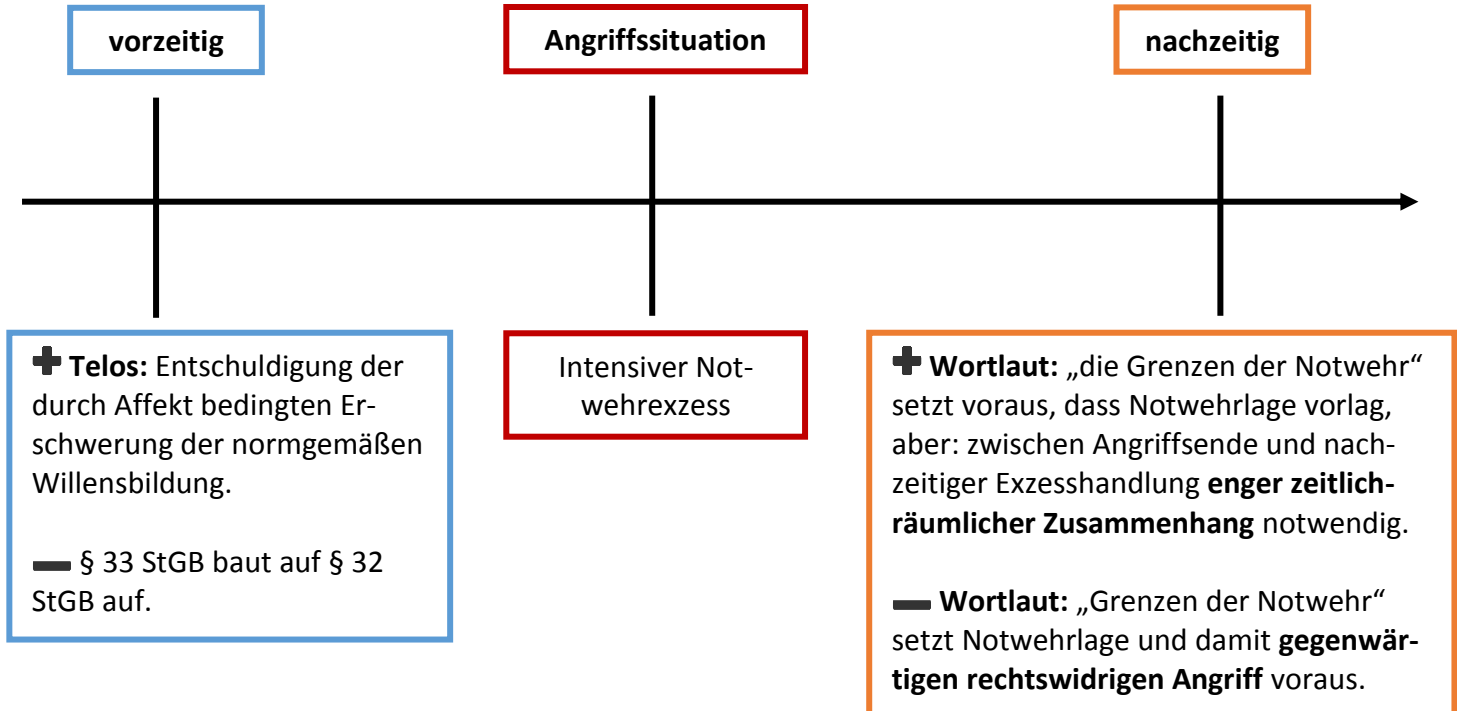 vorzeitig
Angriffssituation
nachzeitig
Telos: Entschuldigung der
durch Affekt bedingten Er-
schwerung der normgemäßen
Willensbildung.
§ 33 StGB baut auf § 32
StGB auf.
Intensiver Not-
wehrexzess
Wortlaut: „die Grenzen der Notwehr“
setzt voraus, dass Notwehrlage vorlag,
aber: zwischen Angriffsende und nach-
zeitiger Exzesshandlung enger zeitlich-
räumlicher Zusammenhang notwendig.
Wortlaut: „Grenzen der Notwehr“
setzt Notwehrlage und damit gegenwär-
tigen rechtswidrigen Angriff voraus.